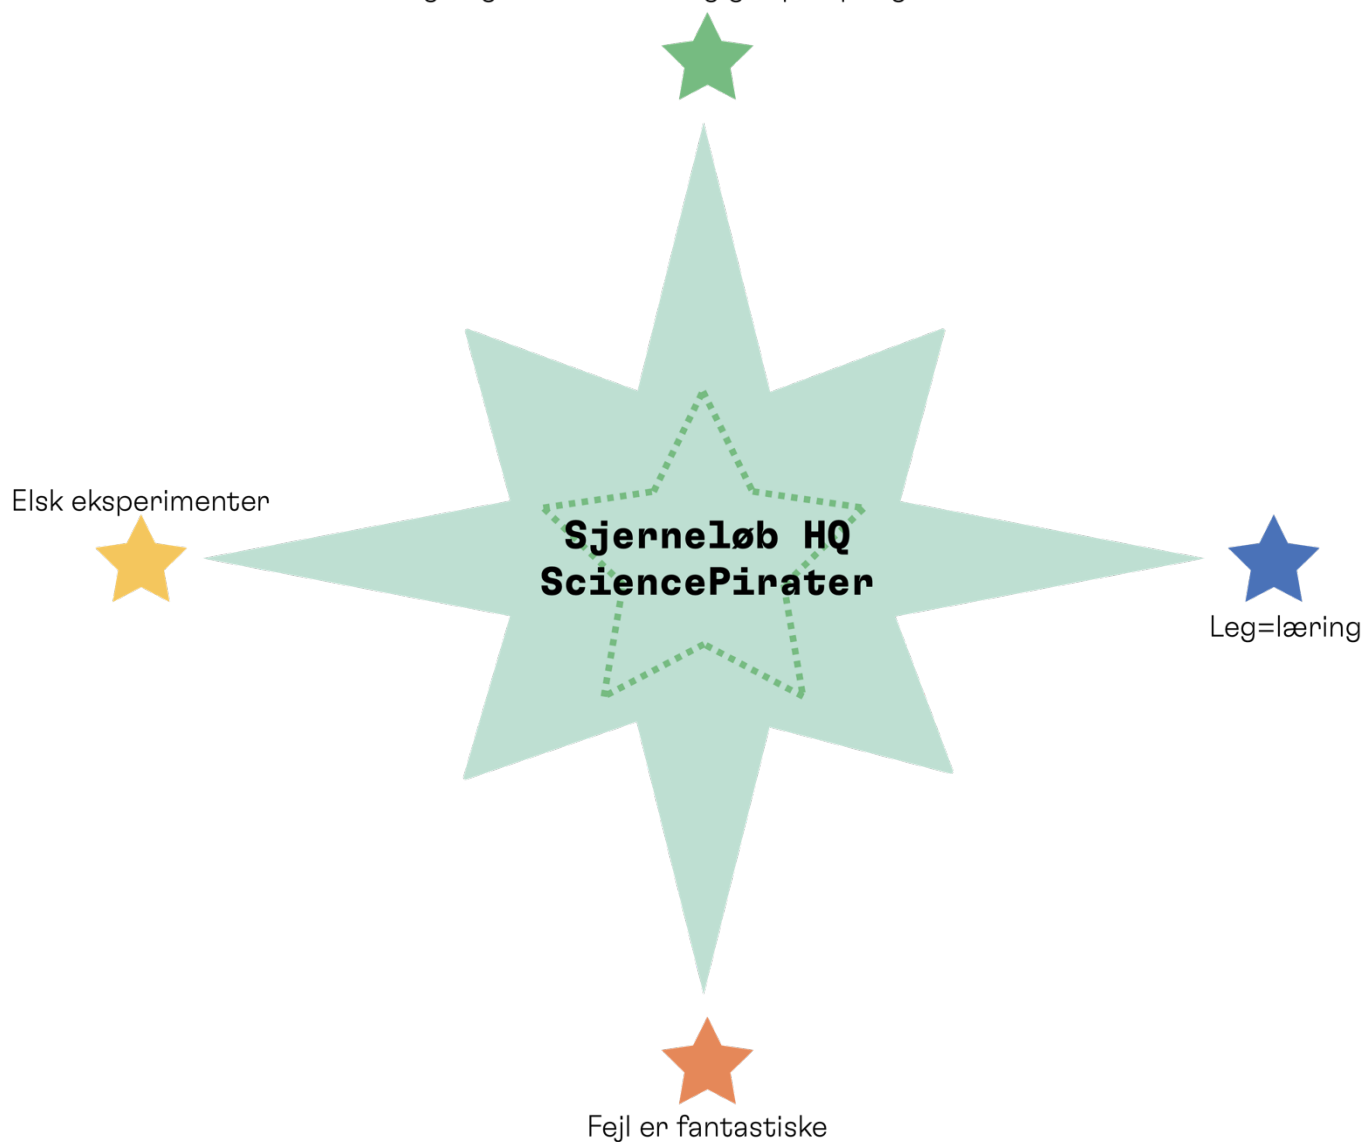 Elsk eksperimenter
Sjerneløb HQ
SciencePirater
Leg=læring
Fejl er fantastiske